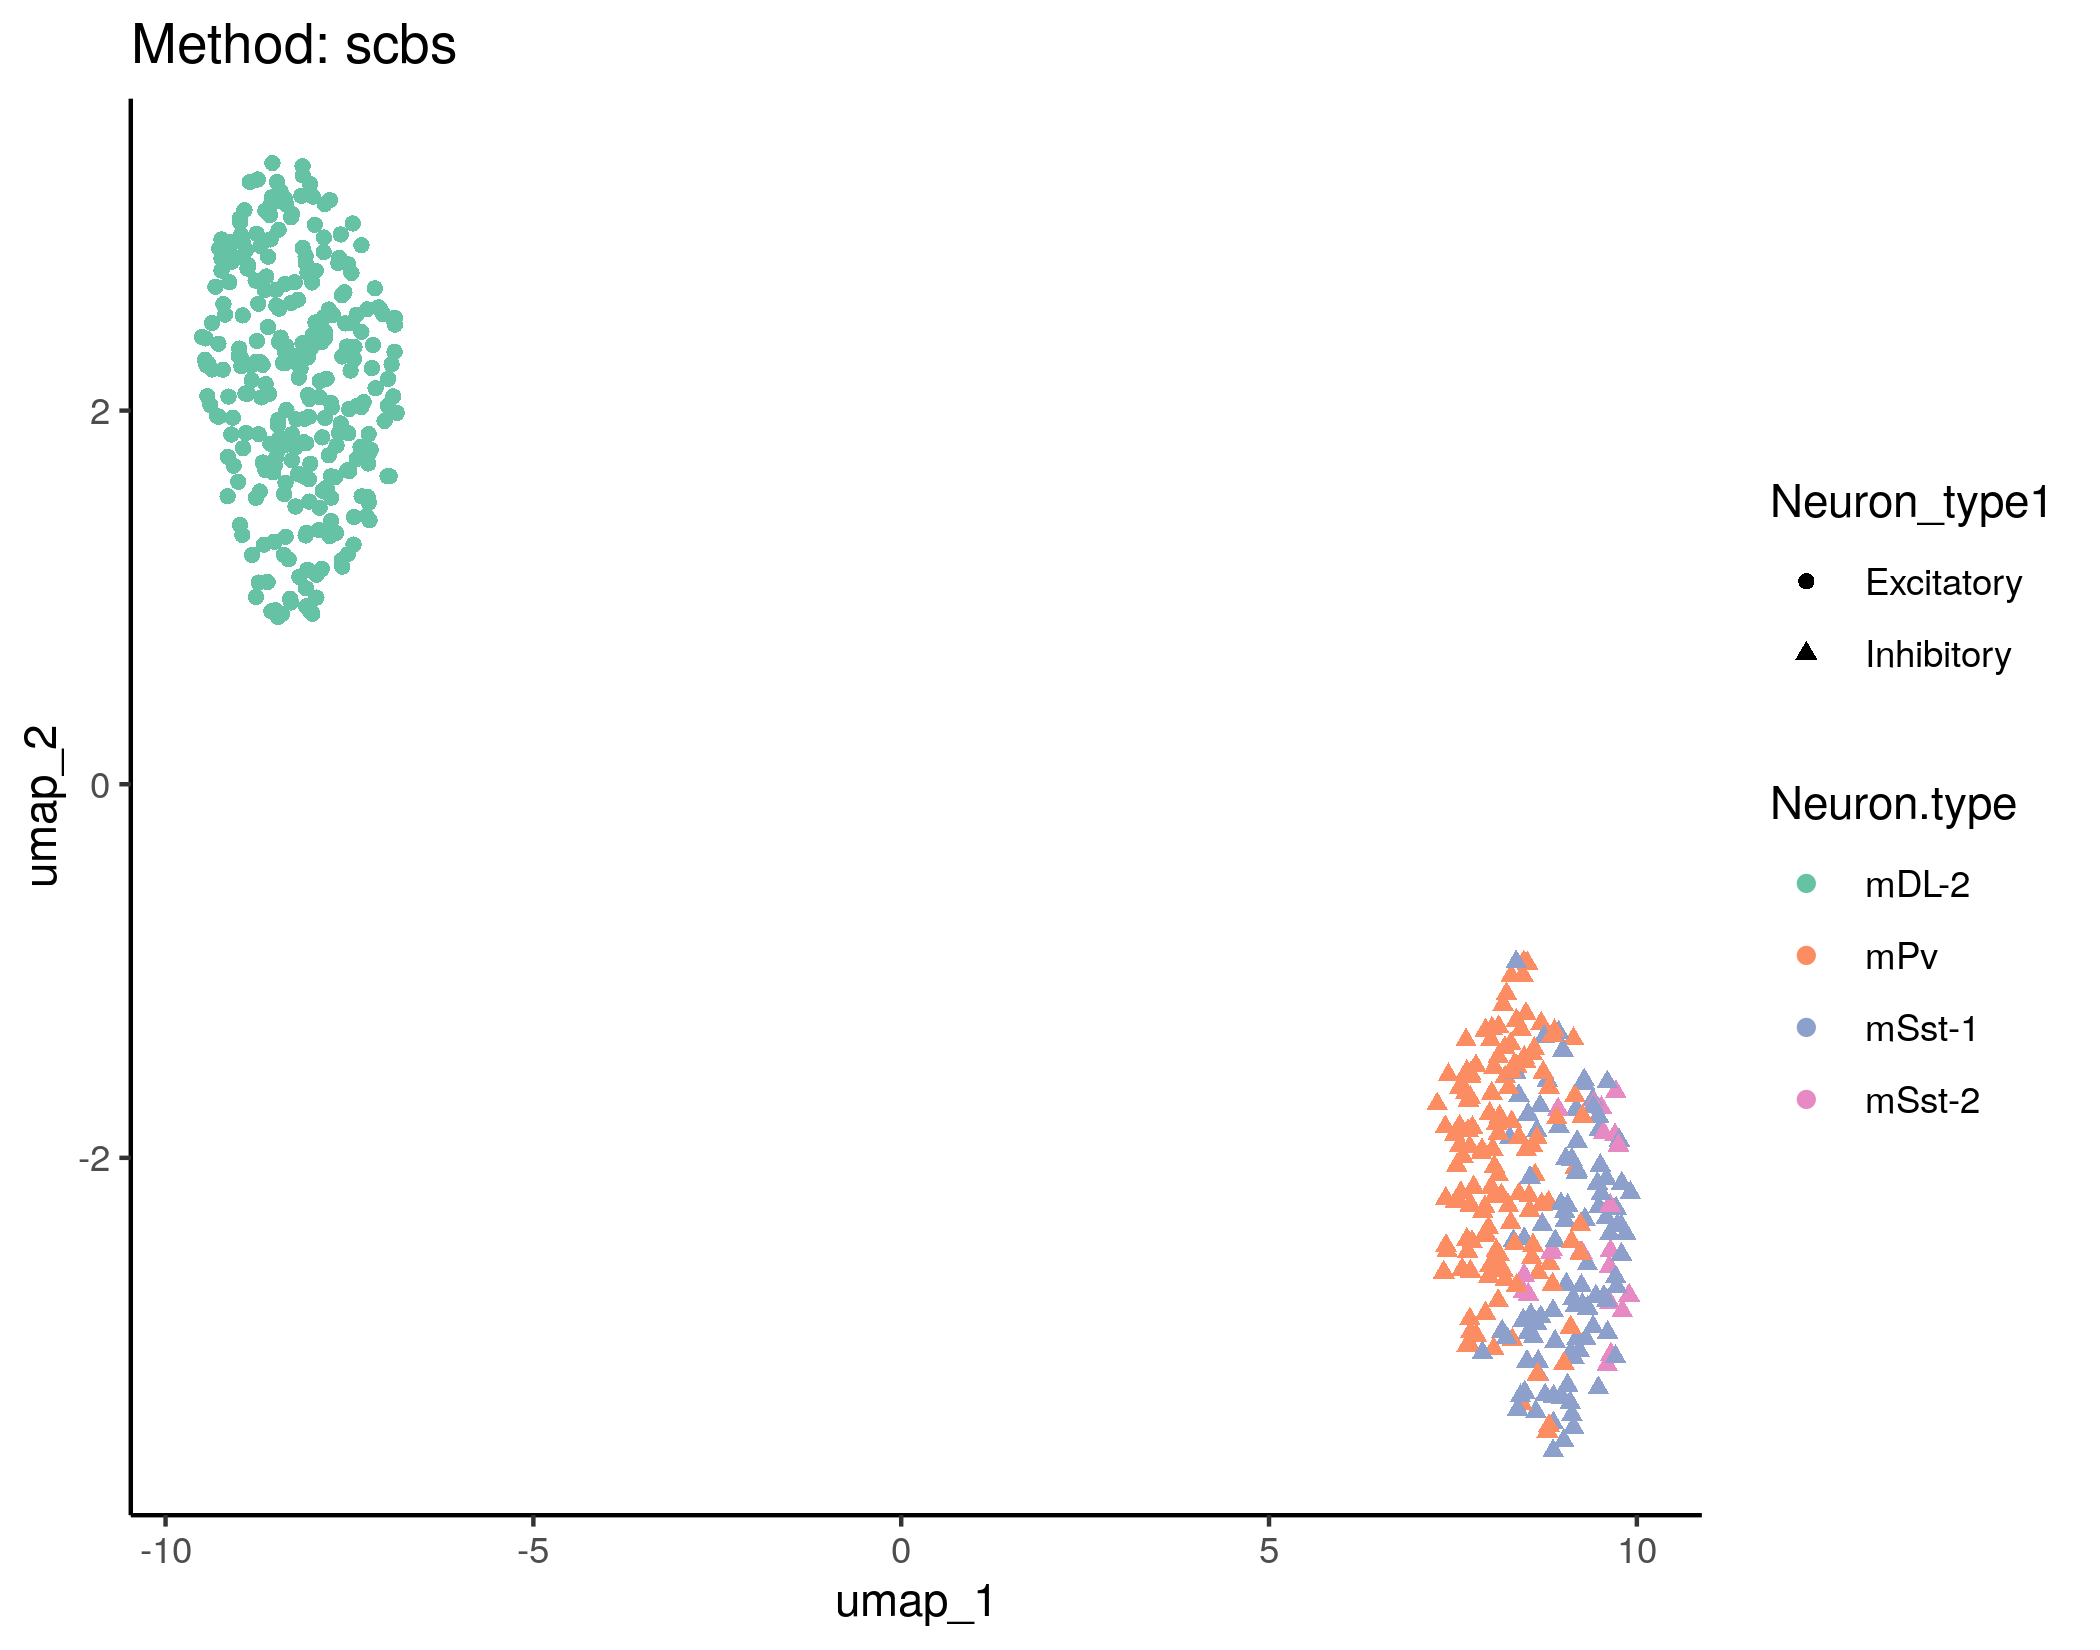 Method: scbs
umap_2
2
0
-2
-10
-5
0
5
10
umap_1
Neuron_type1
Excitatory
Inhibitory
Neuron.type
mDL-2
mPv
mSst-1
mSst-2